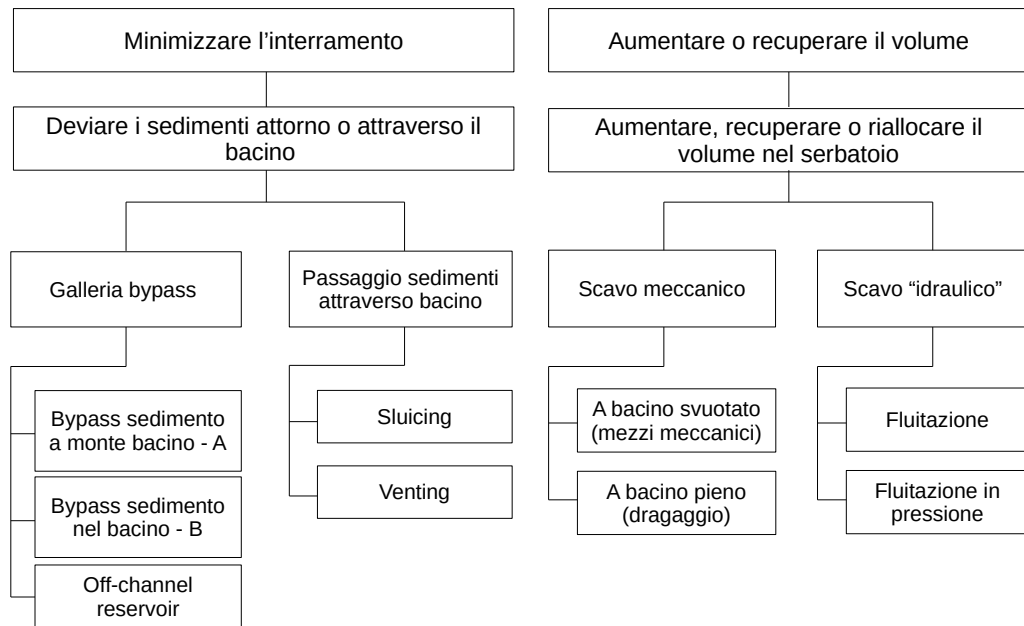 Minimizzare l’interramento
Aumentare o recuperare il volume
Deviare i sedimenti attorno o attraverso il
bacino
Aumentare, recuperare o riallocare il
volume nel serbatoio
Galleria bypass
Passaggio sedimenti
attraverso bacino
Scavo meccanico
Scavo “idraulico”
Bypass sedimento
a monte bacino - A
Bypass sedimento
nel bacino - B
Off-channel
reservoir
Sluicing
Venting
A bacino svuotato
(mezzi meccanici)
A bacino pieno
(dragaggio)
Fluitazione
Fluitazione in
pressione